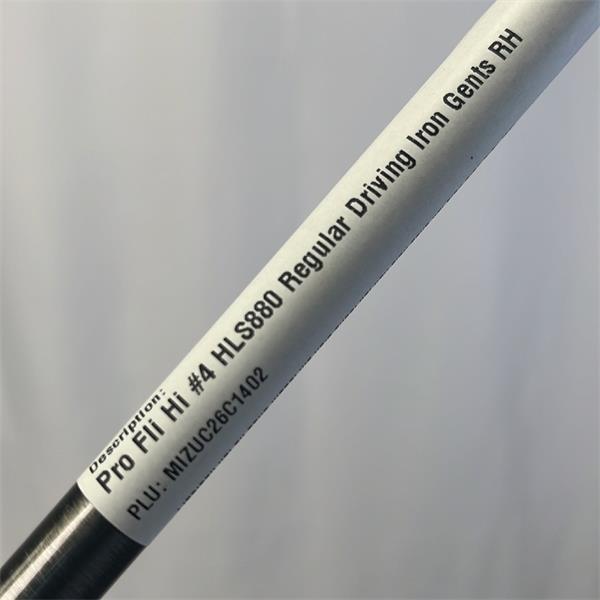 Description:
Pro Fli Hi #4 HLS880 Regular Driving Iron Gents RH
PLU: MIZUC26C1402